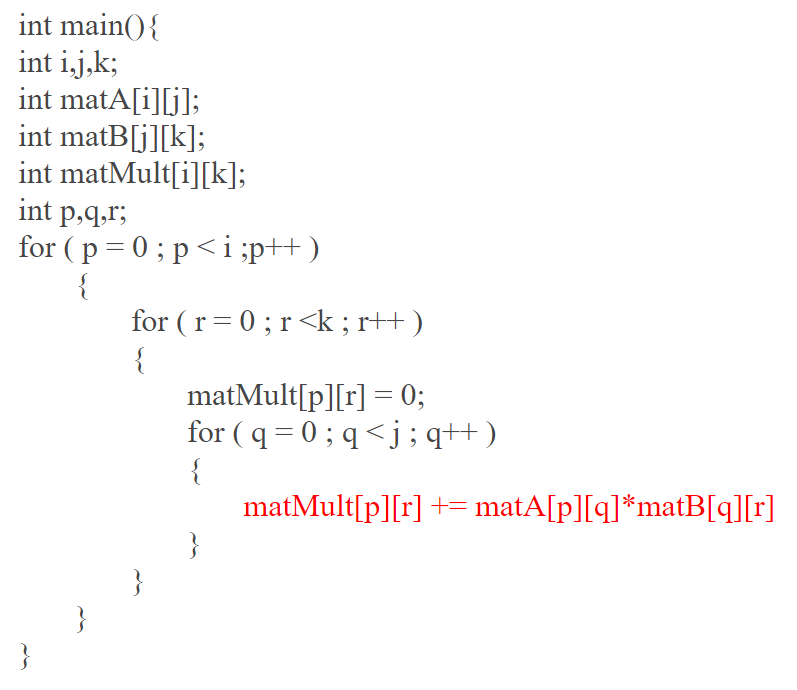 int main(){
int i,j,k;
int matA[i][j];
int matB[j][k];
int matMult[i][k];
int p,q,r;
for ( p = 0 ; p < i ;p++ )
{
for ( r = 0 ; r <k ; r++ )
{
matMult[p][r] = 0;
for ( q = 0 ; q < j ; q++ )
{
matMult[p][r] += matA[p][q]*matB[q][r]
}
}
}
}